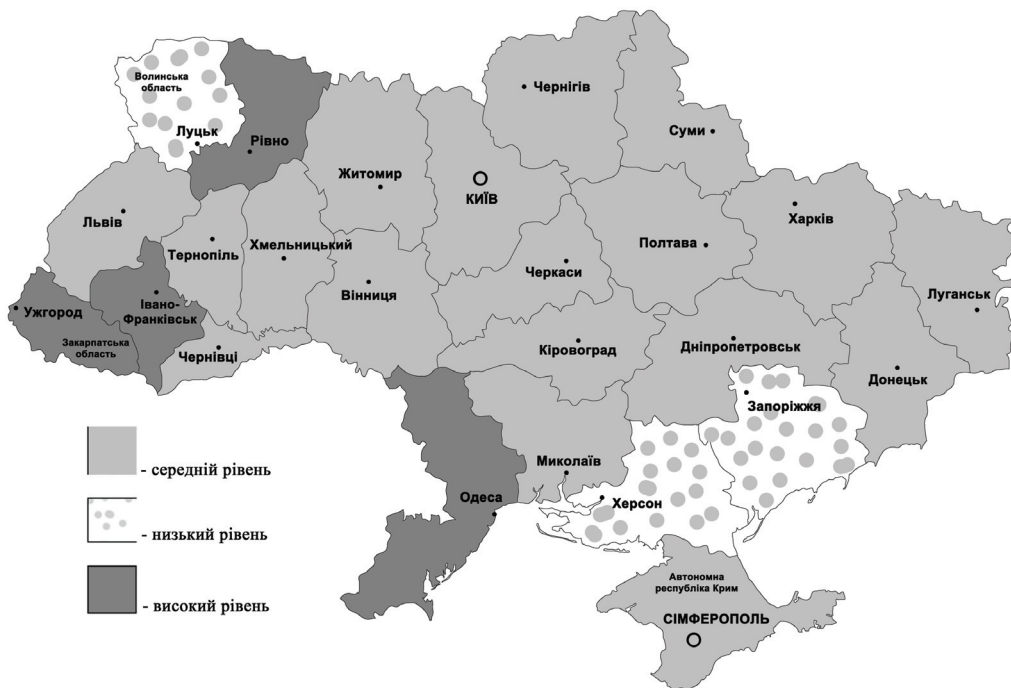 Волинська
область
Луцьк
Рівно
Чернігів
Суми
Житомир
КИЇВ
Львів
Тернопіль
Хмельницький
Вінниця
Черкаси
Полтава
Харків
Луганськ
Ужгород
Закарпатська
область
Івано-
Франківськ
Чернівці
Кіровоград
Дніпропетровськ
Донецьк
Запоріжжя
Миколаїв
Херсон
Одеса
Автономна
республіка Крим
СІМФЕРОПОЛЬ
- середній рівень
- низький рівень
- високий рівень